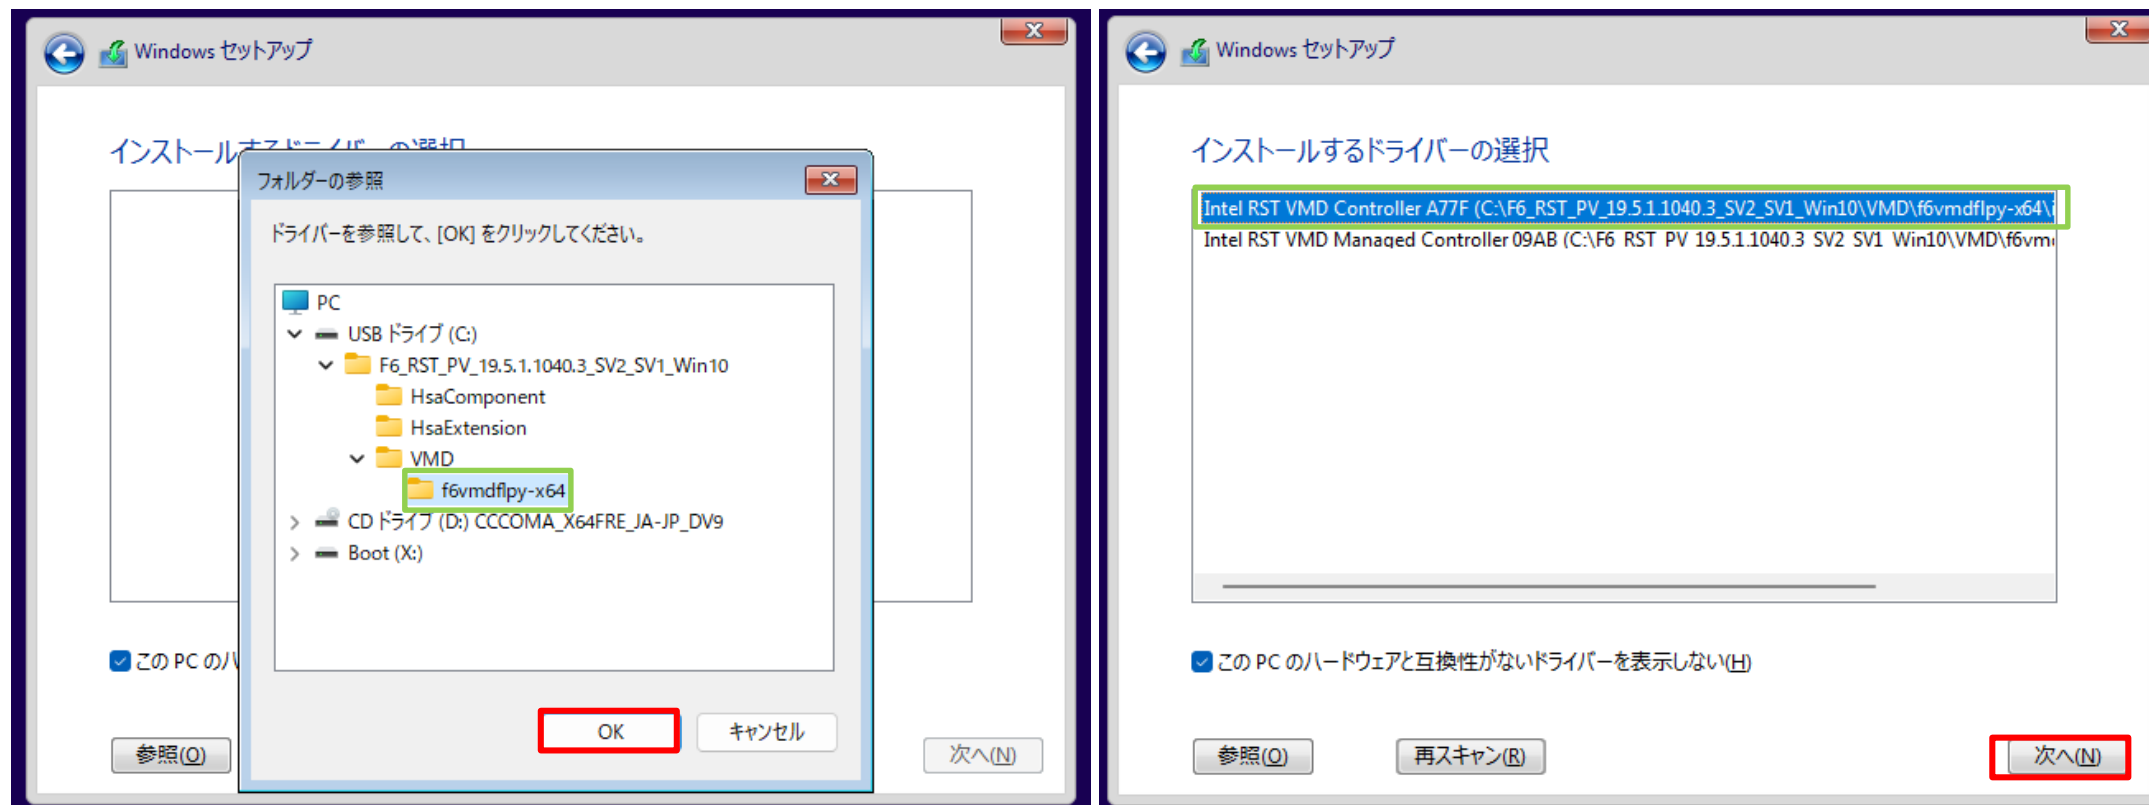 Windows セットアップ
インストールするドライバーの選択
フォルダーの参照
ドライバーを参照して、[OK] をクリックしてください。
PC
USB ドライブ (C:)
F6_RST_PV_19.5.1.1040.3_SV2_SV1_Win10
HsaComponent
HsaExtension
VMD
f6vmdflpy-x64
CD ドライブ (D:) CCCOMA_X64FRE_JA-JP_DV9
Boot (X:)
OK
キャンセル
この PC のハ
参照(O)
次へ(N)
Windows セットアップ
インストールするドライバーの選択
Intel RST VMD Controller A77F (C:\F6_RST_PV_19.5.1.1040.3_SV2_SV1_Win10\VMD\f6vmdflpy-x64\i
Intel RST VMD Managed Controller 09AB (C:\F6_RST_PV_19.5.1.1040.3_SV2_SV1_Win10\VMD\f6vm
この PC のハードウェアと互換性がないドライバーを表示しない(H)
参照(O)
再スキャン(R)
次へ(N)